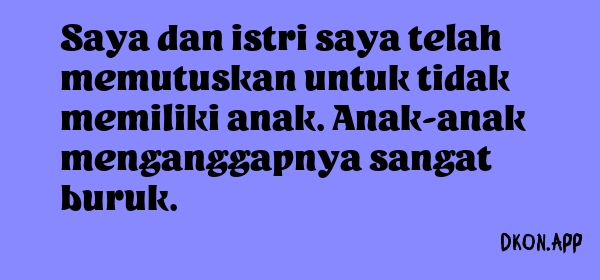 Saya dan istri saya telah
memutuskan untuk tidak
memiliki anak. Anak-anak
menganggapnya sangat
buruk.
DKON.APP